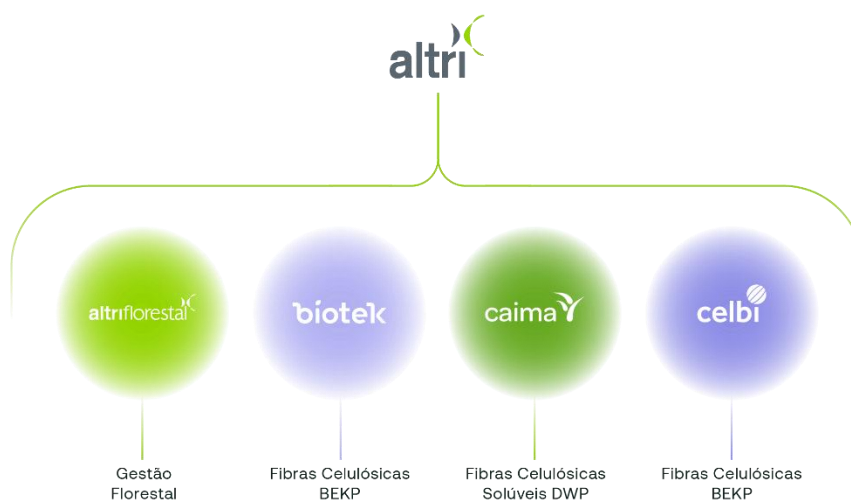 altri
altriflorestal
biotek
caima
celbi
Gestão
Florestal
Fibras Celulósicas
BEKP
Fibras Celulósicas
Solúveis DWP
Fibras Celulósicas
BEKP